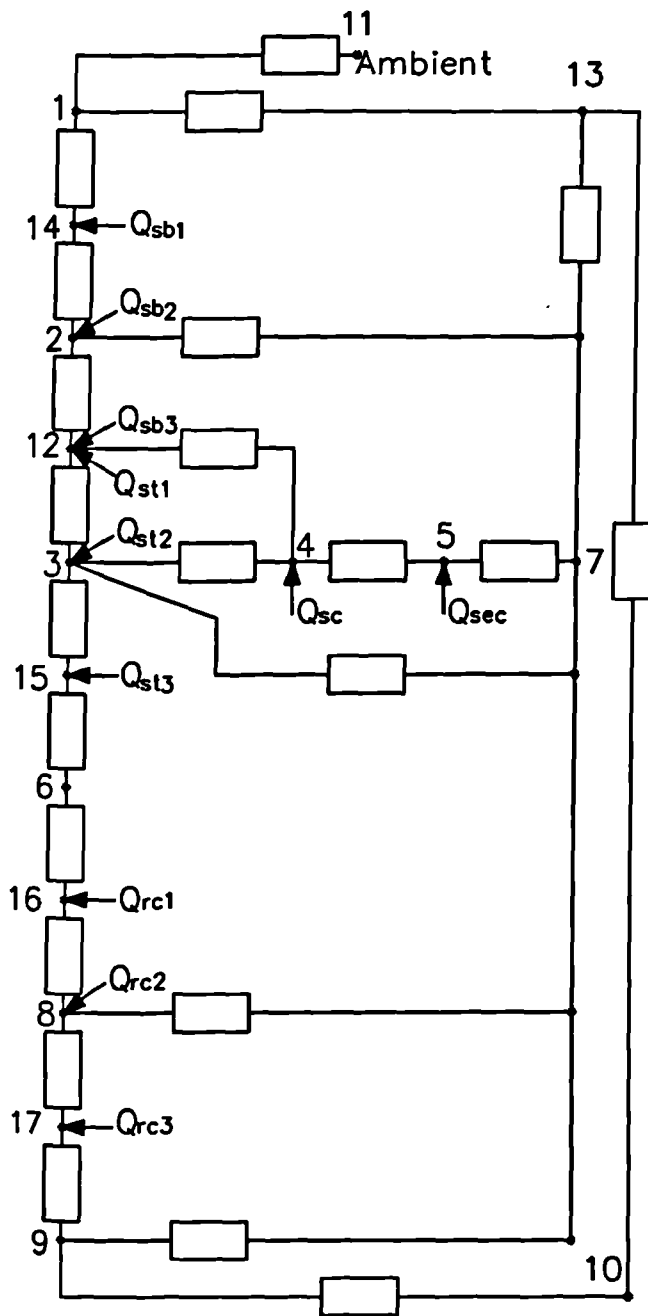 11
Ambient
13
1
14 Qsb1
Qsb2
2
Qsb3
12
Qst1
Qst2
3 4 5 7
Qsc Qsec
15 Qst3
6
16 Qrc1
Qrc2
8
17 Qrc3
9
10